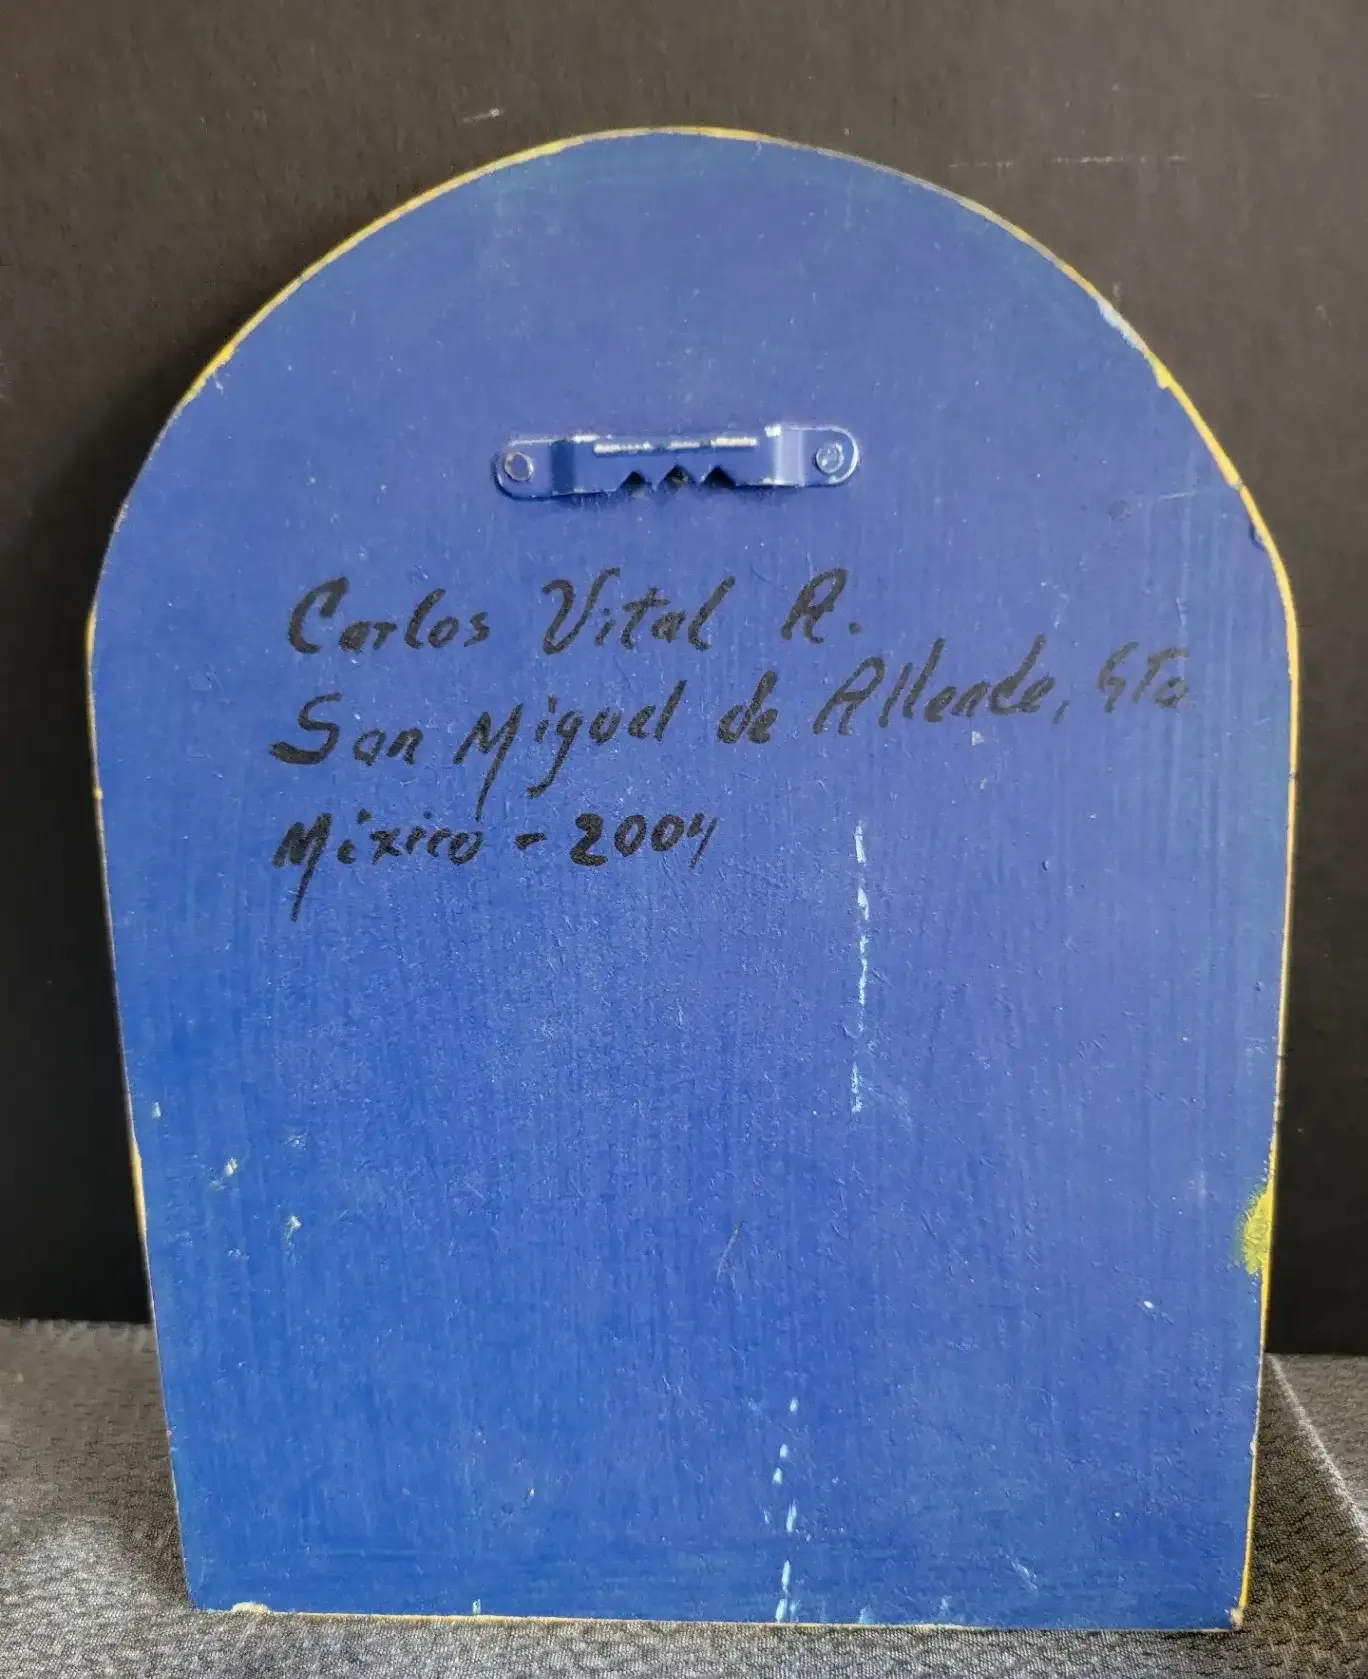 Carlos Vital R.
San Miguel de Allende, GTo
México - 2004